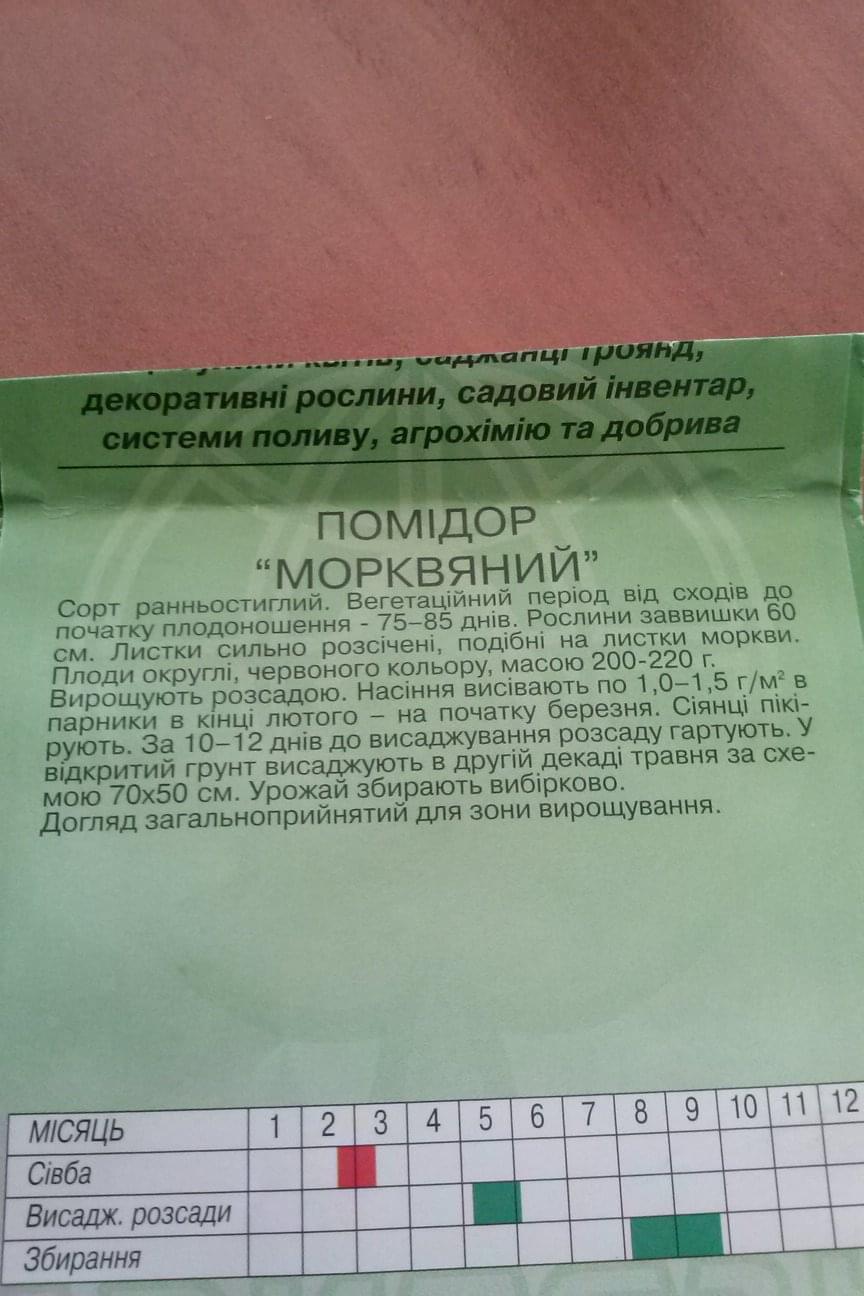 квітів, саджанці троянд,
декоративні рослини, садовий інвентар,
системи поливу, агрохімію та добрива
ПОМІДОР
“МОРКВЯНИЙ”
Сорт ранньостиглий. Вегетаційний період від сходів до
початку плодоношення - 75–85 днів. Рослини заввишки 60
см. Листки сильно розсічені, подібні на листки моркви.
Плоди округлі, червоного кольору, масою 200-220 г.
Вирощують розсадою. Насіння висівають по 1,0–1,5 г/м² в
парники в кінці лютого – на початку березня. Сіянці пікі-
рують. За 10–12 днів до висаджування розсаду гартують. У
відкритий грунт висаджують в другій декаді травня за схе-
мою 70х50 см. Урожай збирають вибірково.
Догляд загальноприйнятий для зони вирощування.
МІСЯЦЬ 1 2 3 4 5 6 7 8 9 10 11 12
Сівба
Висадж. розсади
Збирання